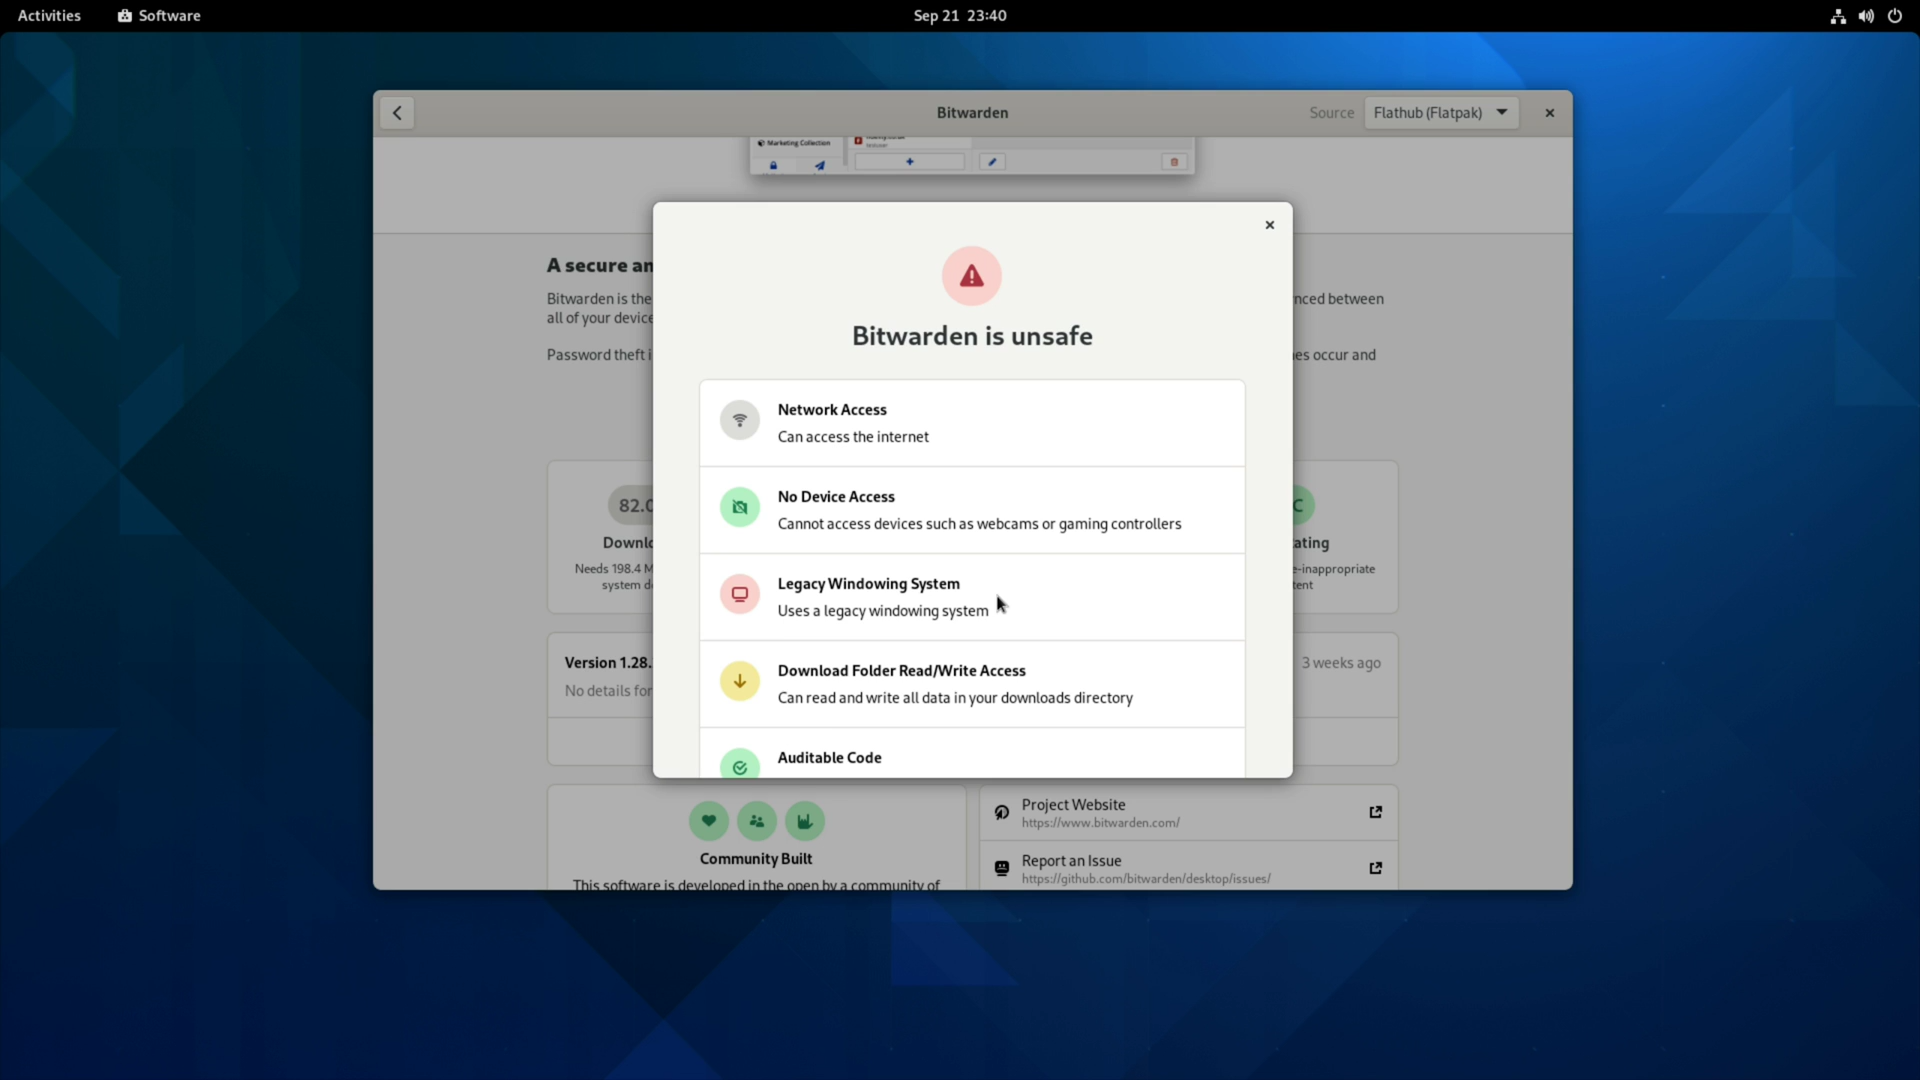 Activities
Software
Sep 21 23:40
Bitwarden
Source
Flathub (Flatpak)
Marketing Collection
A secure an
Bitwarden is the
nced between
all of your device
Password theft i
nes occur and
Bitwarden is unsafe
Network Access
Can access the internet
No Device Access
Cannot access devices such as webcams or gaming controllers
Legacy Windowing System
Uses a legacy windowing system
Download Folder Read/Write Access
Can read and write all data in your downloads directory
Auditable Code
82.0
Downlo
Needs 198.4 M
system d
C
ating
e-inappropriate
tent
Version 1.28.
3 weeks ago
No details for
Community Built
This software is developed in the open by a community of
Project Website
https://www.bitwarden.com/
Report an Issue
https://github.com/bitwarden/desktop/issues/